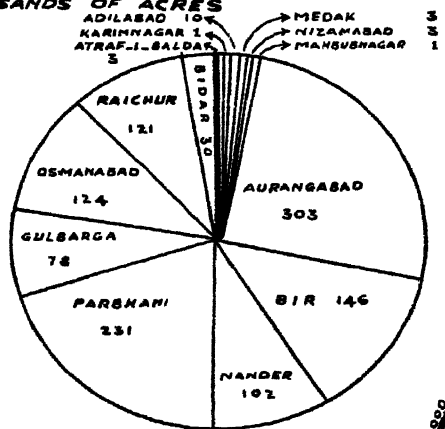 SANDS OF ACRES
ADILABAD 10
KARIMNAGAR 1
ATRAF-I-BALDA
3
MEDAK 3
NIZAMABAD 3
MAHBUBNAGAR 1
BIDAR 30
RAICHUR
121
OSMANABAD
124
GULBARGA
78
PARBHANI
231
NANDER
102
BIR 146
AURANGABAD
303